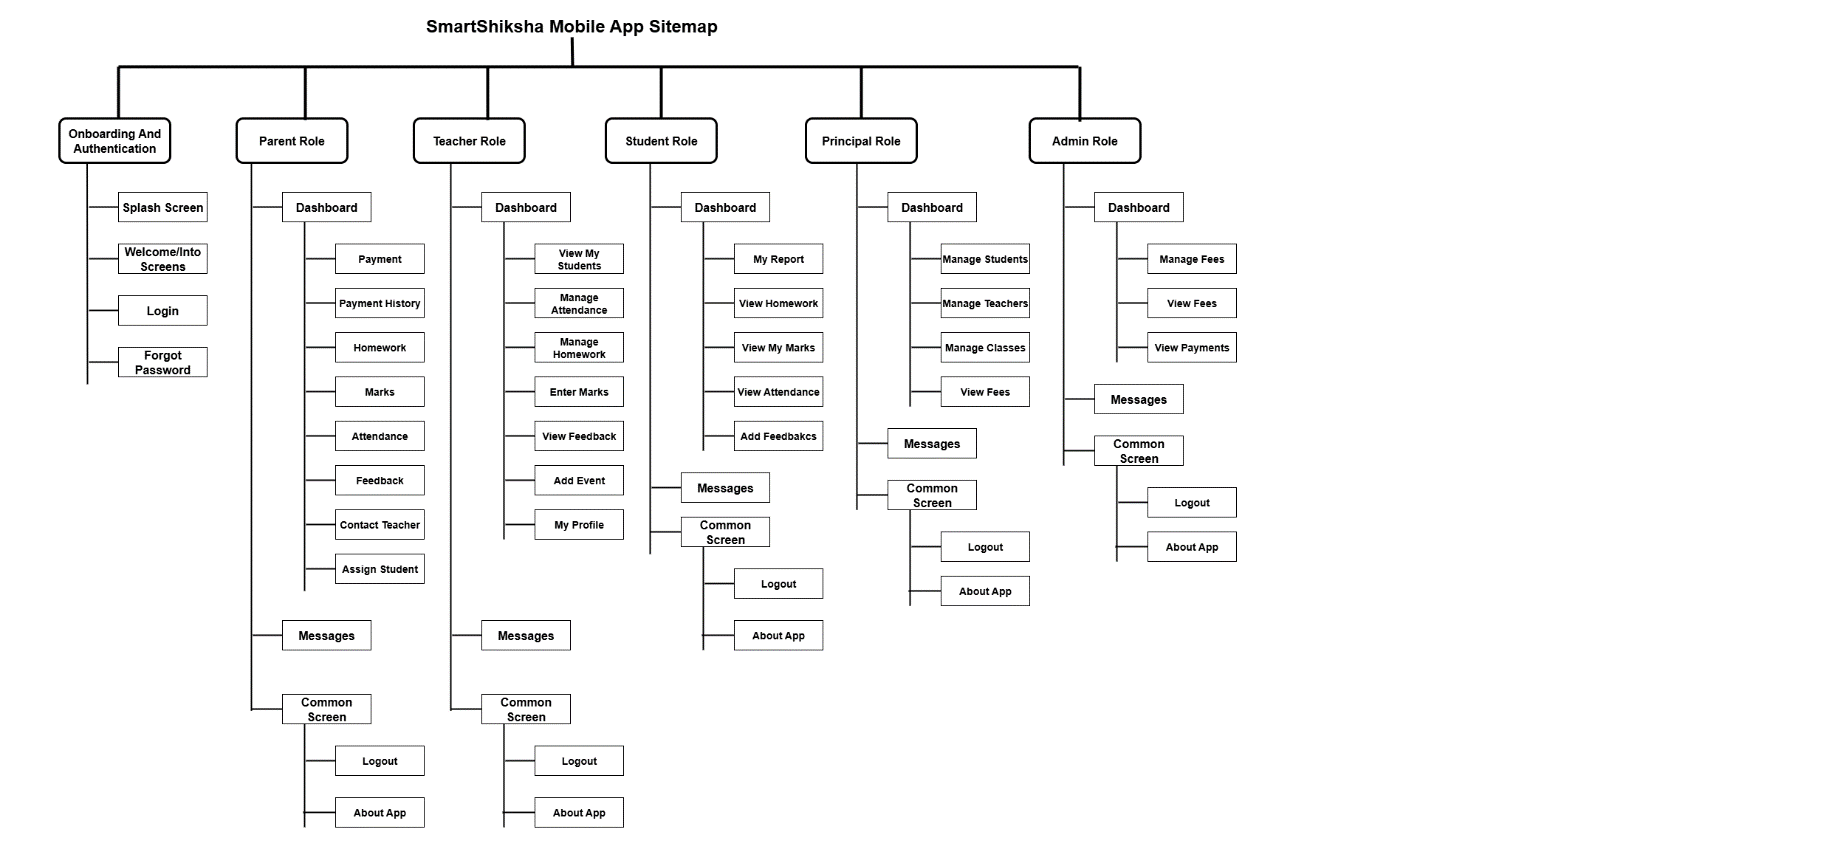 SmartShiksha Mobile App Sitemap
Onboarding And
Authentication
Splash Screen
Welcome/Into
Screens
Login
Forgot
Password
Parent Role
Dashboard
Payment
Payment History
Homework
Marks
Attendance
Feedback
Contact Teacher
Assign Student
Messages
Common
Screen
Logout
About App
Teacher Role
Dashboard
View My
Students
Manage
Attendance
Manage
Homework
Enter Marks
View Feedback
Add Event
My Profile
Messages
Common
Screen
Logout
About App
Student Role
Dashboard
My Report
View Homework
View My Marks
View Attendance
Add Feedbakcs
Messages
Common
Screen
Logout
About App
Principal Role
Dashboard
Manage Students
Manage Teachers
Manage Classes
View Fees
Messages
Common
Screen
Logout
About App
Admin Role
Dashboard
Manage Fees
View Fees
View Payments
Messages
Common
Screen
Logout
About App